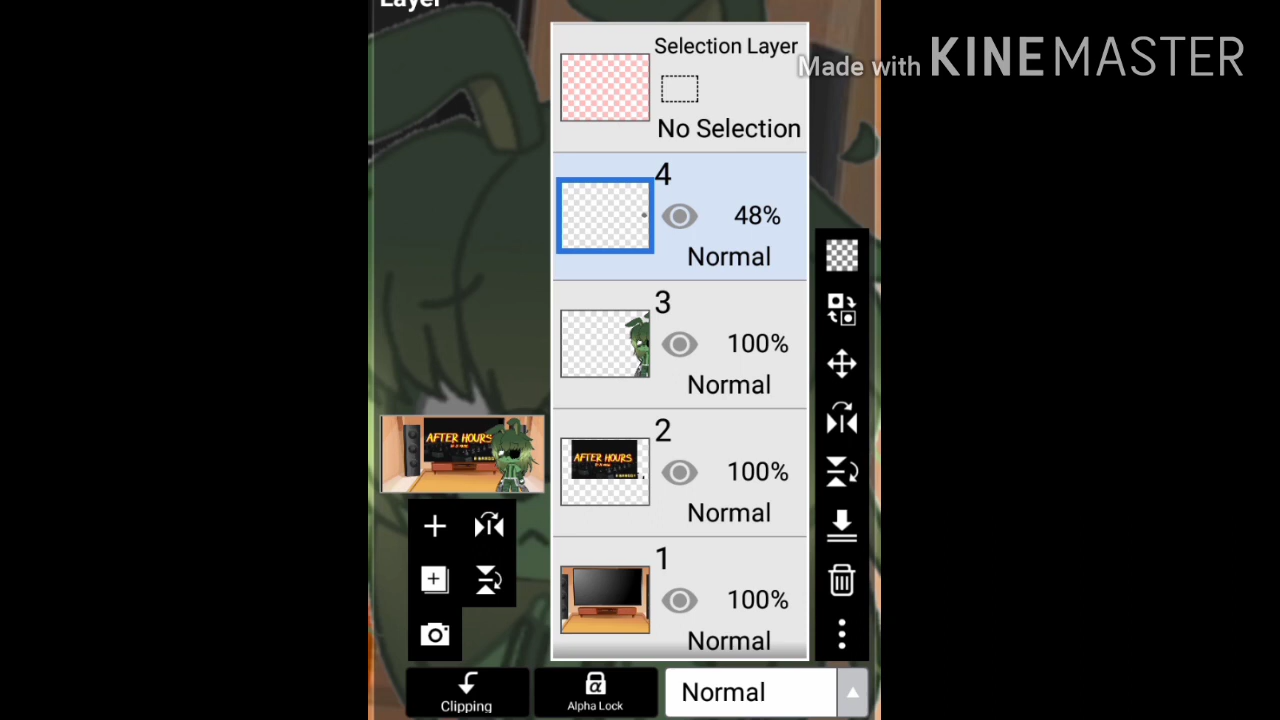 Layer
Selection Layer
Made with KINEMASTER
No Selection
4
48%
Normal
3
100%
Normal
AFTER HOURS
2
AFTER HOURS
100%
Normal
1
100%
Normal
Clipping
α
Alpha Lock
Normal